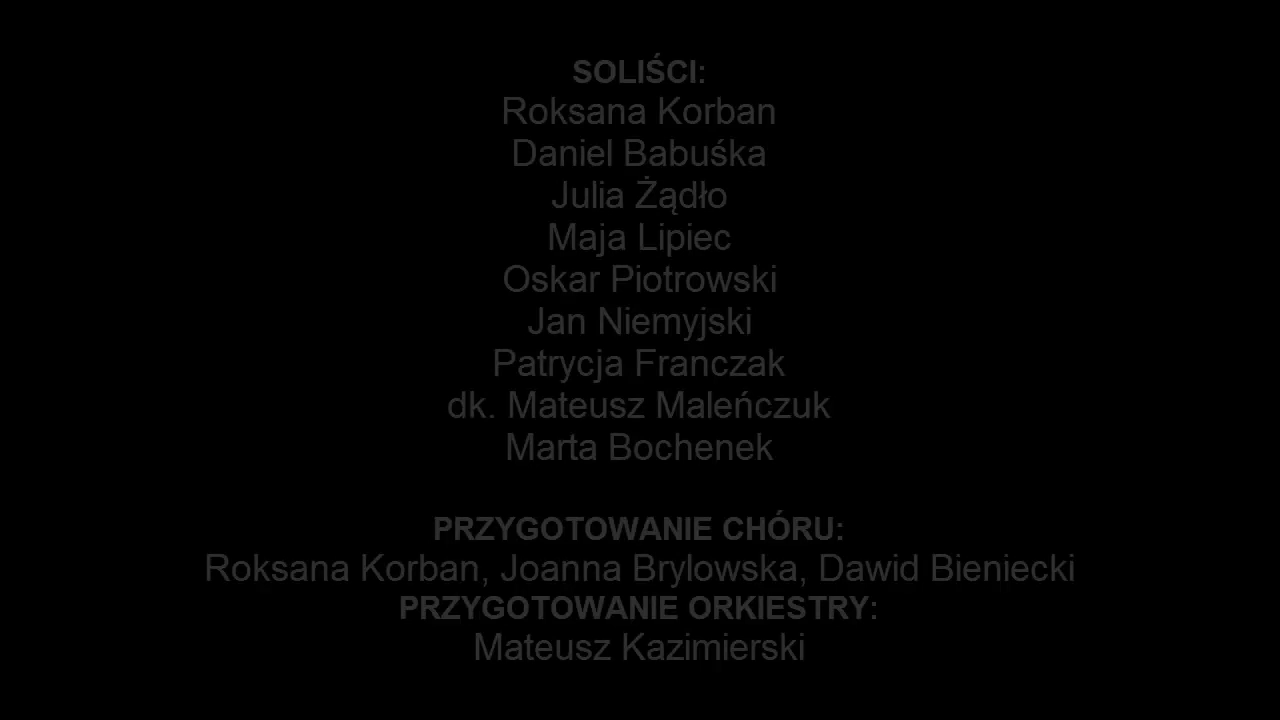 SOLIŚCI:
Roksana Korban
Daniel Babuśka
Julia Żądło
Maja Lipiec
Oskar Piotrowski
Jan Niemyjski
Patrycja Franczak
dk. Mateusz Maleńczuk
Marta Bochenek
PRZYGOTOWANIE CHÓRU:
Roksana Korban, Joanna Brylowska, Dawid Bieniecki
PRZYGOTOWANIE ORKIESTRY:
Mateusz Kazimierski